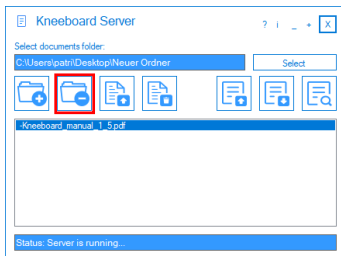 Kneeboard Server
? i _ + X
Select documents folder:
C:\Users\patri\Desktop\Neuer Ordner
Select
-Kneeboard_manual_1_5.pdf
Status: Server is running...